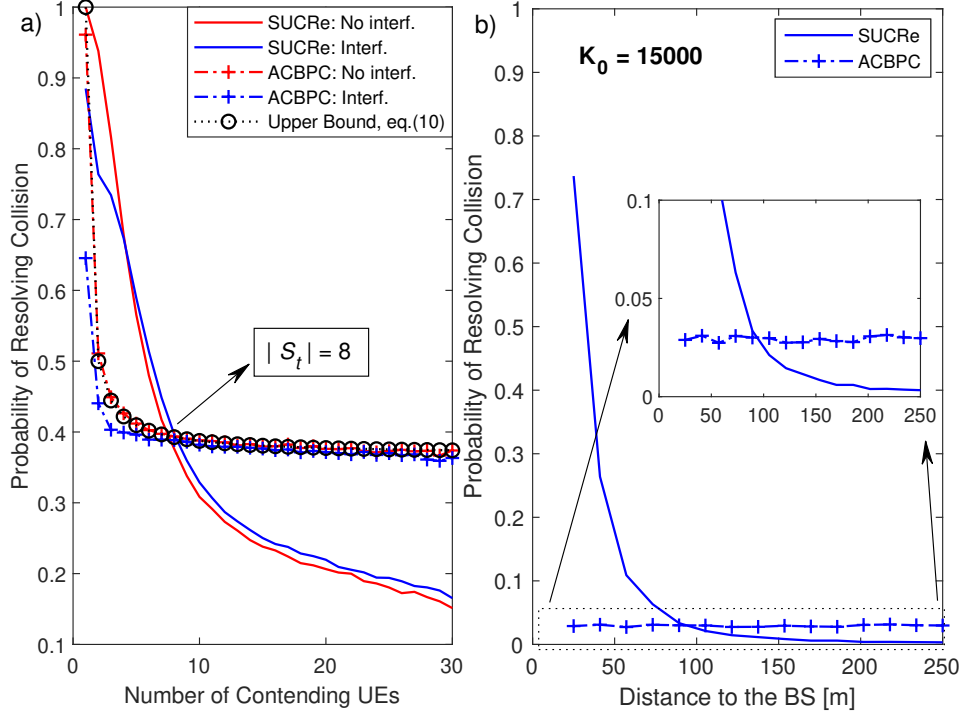 a)
SUCRe: No interf.
SUCRe: Interf.
ACBPC: No interf.
ACBPC: Interf.
Upper Bound, eq.(10)
| S_t | = 8
1
0.9
0.8
0.7
0.6
0.5
0.4
0.3
0.2
0.1
0 10 20 30
Probability of Resolving Collision
Number of Contending UEs
b)
K_0 = 15000
SUCRe
ACBPC
1
0.9
0.8
0.7
0.6
0.5
0.4
0.3
0.2
0.1
0
0 50 100 150 200 250
Probability of Resolving Collision
Distance to the BS [m]
0.1
0.05
0
0 50 100 150 200 250